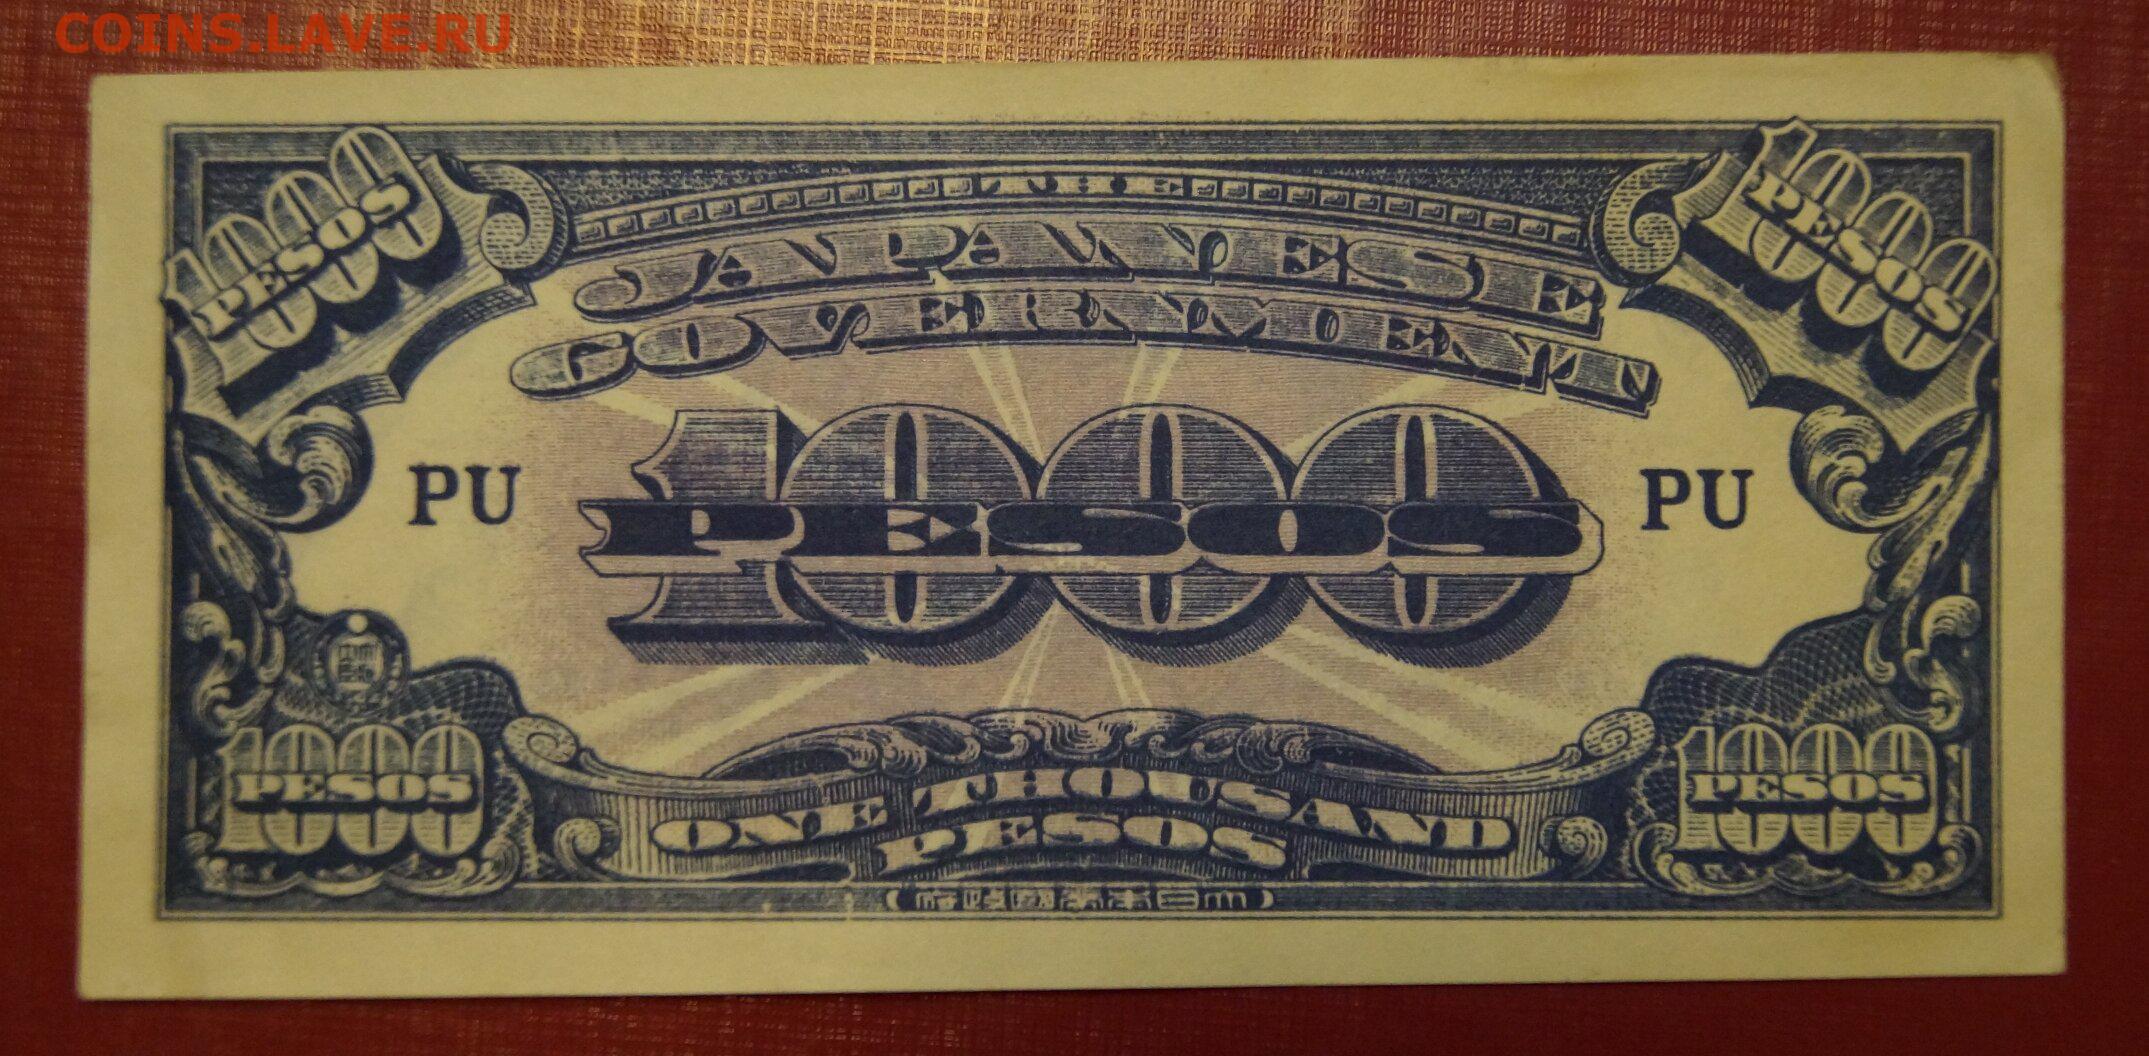 COINS.LAVE.RU
1000 PESOS
1000 PESOS
THE
JAPANESE
GOVERNMENT
PU
1000
PESOS
PU
1000 PESOS
ONE THOUSAND
PESOS
1000 PESOS